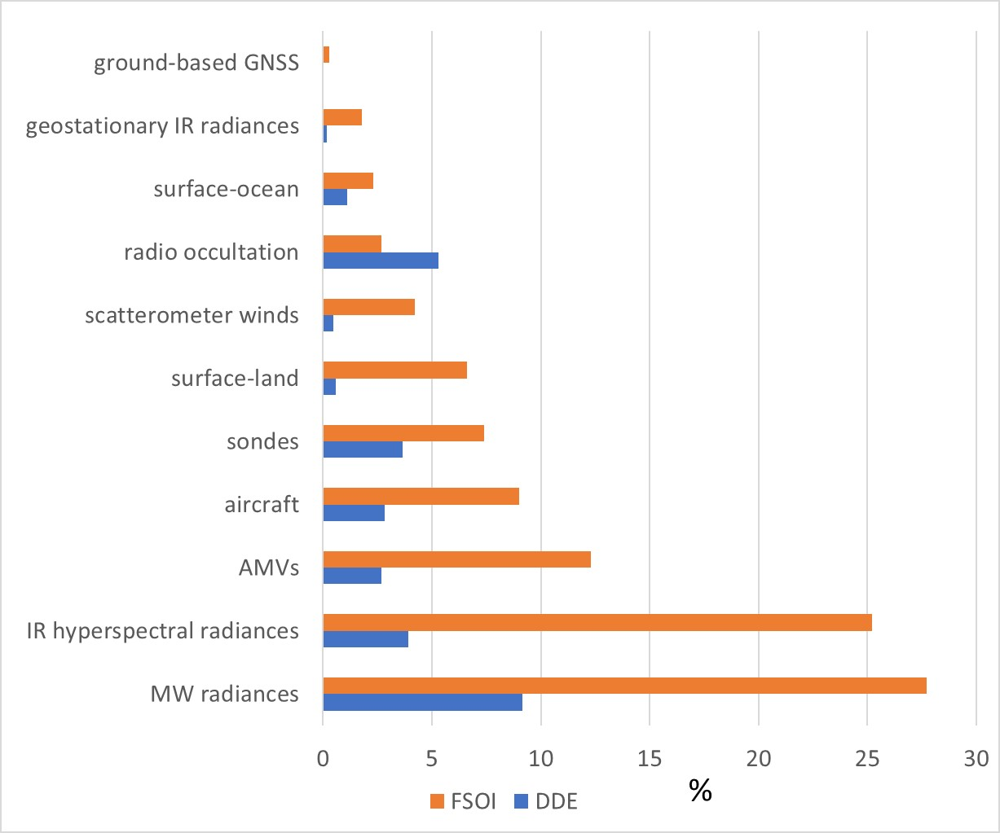 ground-based GNSS
geostationary IR radiances
surface-ocean
radio occultation
scatterometer winds
surface-land
sondes
aircraft
AMVs
IR hyperspectral radiances
MW radiances
0 5 10 15 20 25 30
%
FSOI DDE